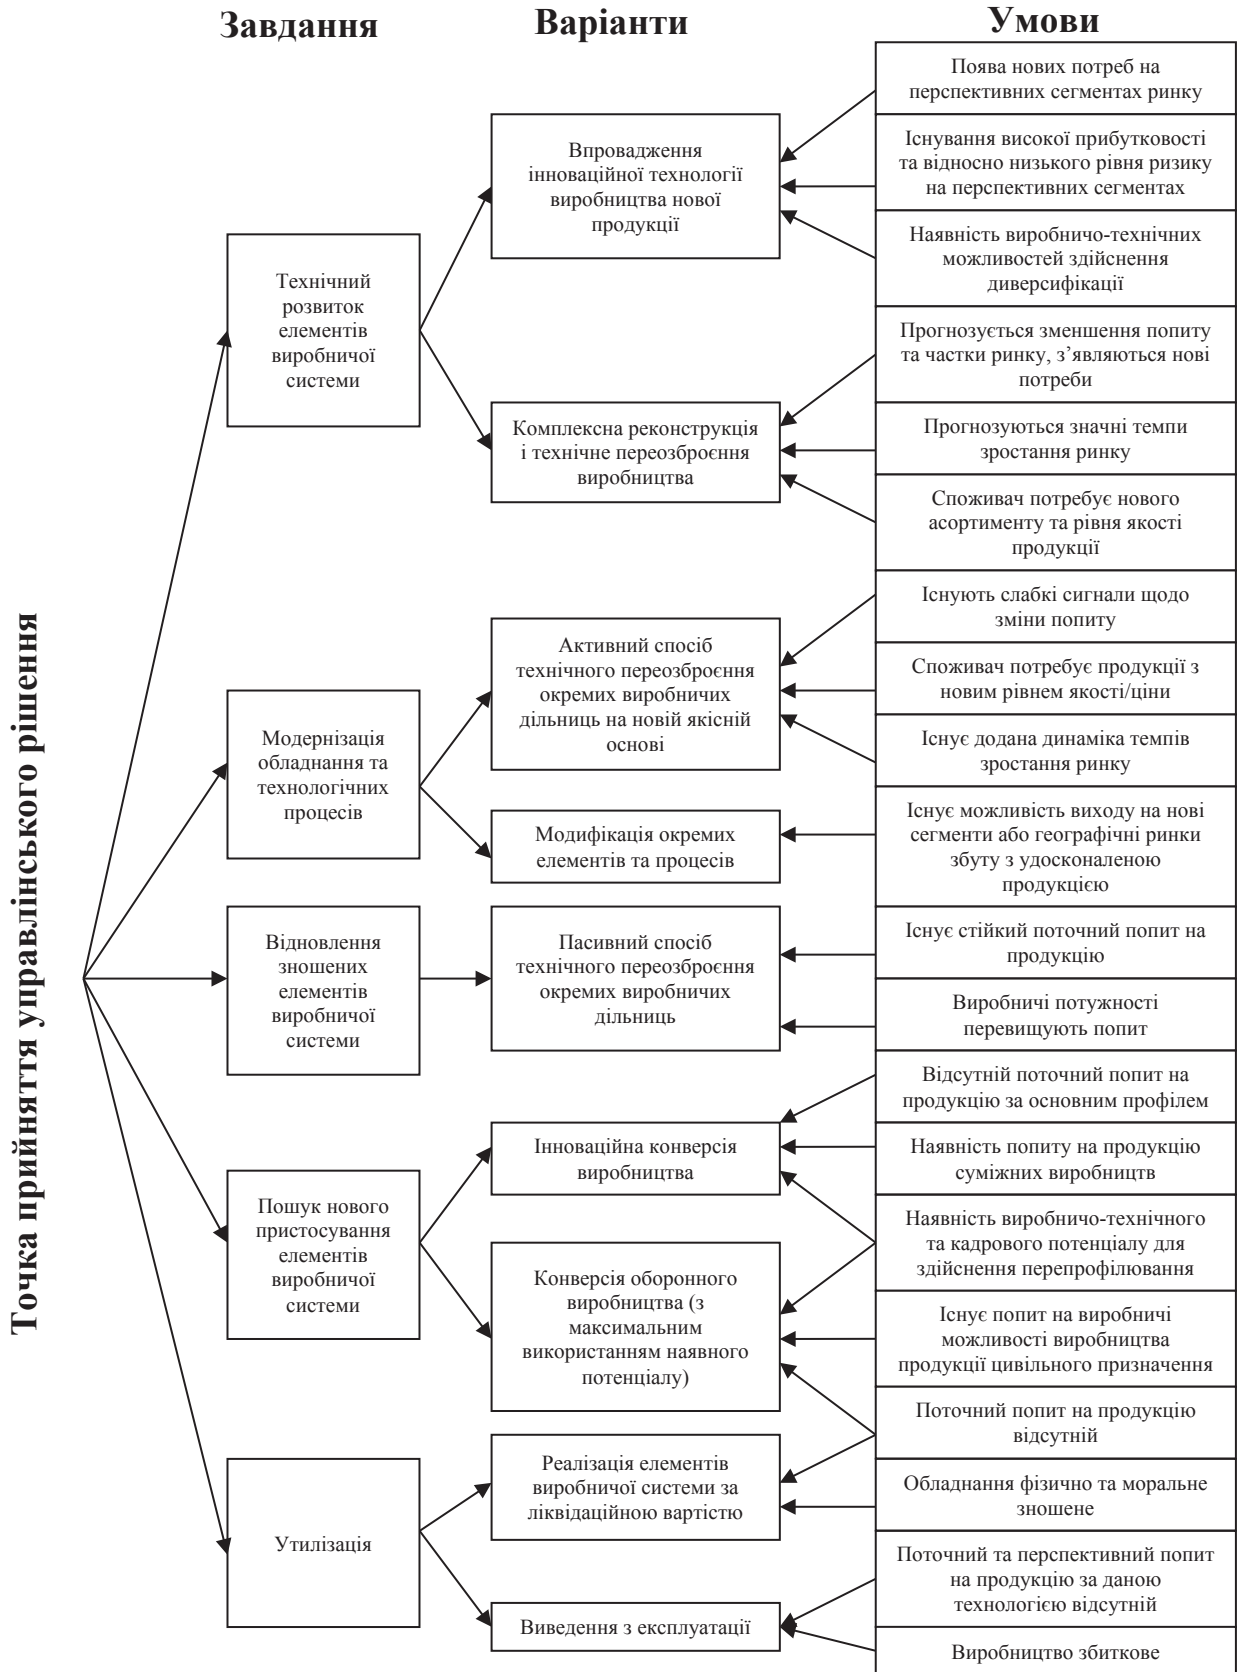 Завдання
Варіанти
Умови
Точка прийняття управлінського рішення
Технічний
розвиток
елементів
виробничої
системи
Модернізація
обладнання та
технологічних
процесів
Відновлення
зношених
елементів
виробничої
системи
Пошук нового
пристосування
елементів
виробничої
системи
Утилізація
Впровадження
інноваційної технології
виробництва нової
продукції
Комплексна реконструкція
і технічне переозброєння
виробництва
Активний спосіб
технічного переозброєння
окремих виробничих
дільниць на новій якісній
основі
Модифікація окремих
елементів та процесів
Пасивний спосіб
технічного переозброєння
окремих виробничих
дільниць
Інноваційна конверсія
виробництва
Конверсія оборонного
виробництва (з
максимальним
використанням наявного
потенціалу)
Реалізація елементів
виробничої системи за
ліквідаційною вартістю
Виведення з експлуатації
Поява нових потреб на
перспективних сегментах ринку
Існування високої прибутковості
та відносно низького рівня ризику
на перспективних сегментах
Наявність виробничо-технічних
можливостей здійснення
диверсифікації
Прогнозується зменшення попиту
та частки ринку, з’являються нові
потреби
Прогнозуються значні темпи
зростання ринку
Споживач потребує нового
асортименту та рівня якості
продукції
Існують слабкі сигнали щодо
зміни попиту
Споживач потребує продукції з
новим рівнем якості/ціни
Існує додана динаміка темпів
зростання ринку
Існує можливість виходу на нові
сегменти або географічні ринки
збуту з удосконаленою
продукцією
Існує стійкий поточний попит на
продукцію
Виробничі потужності
перевищують попит
Відсутній поточний попит на
продукцію за основним профілем
Наявність попиту на продукцію
суміжних виробництв
Наявність виробничо-технічного
та кадрового потенціалу для
здійснення перепрофілювання
Існує попит на виробничі
можливості виробництва
продукції цивільного призначення
Поточний попит на продукцію
відсутній
Обладнання фізично та моральне
зношене
Поточний та перспективний попит
на продукцію за даною
технологією відсутній
Виробництво збиткове